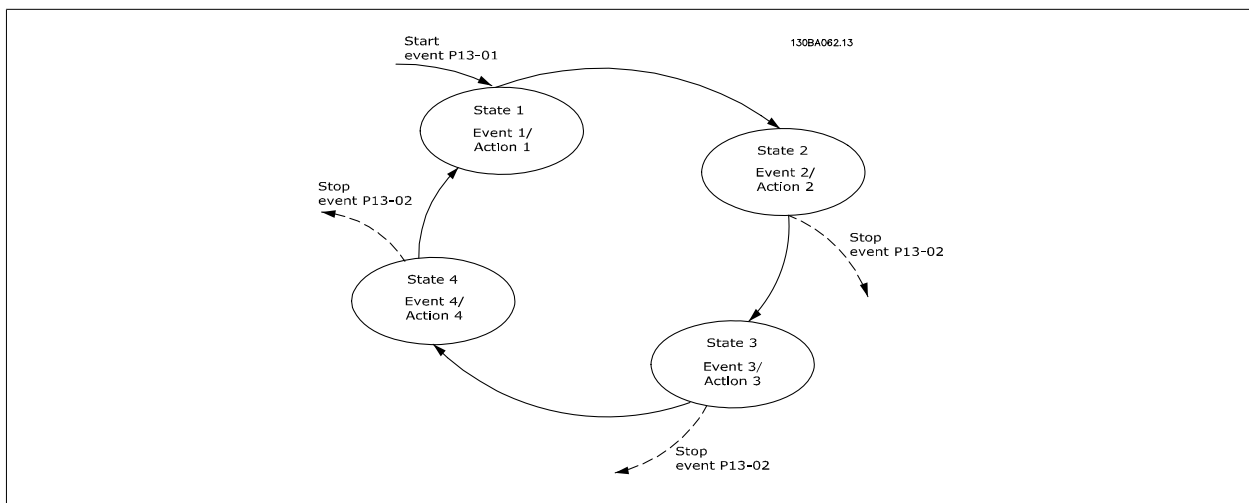 Start
event P13-01
130BA062.13
State 1
Event 1/
Action 1
State 2
Event 2/
Action 2
Stop
event P13-02
Stop
event P13-02
State 4
Event 4/
Action 4
State 3
Event 3/
Action 3
Stop
event P13-02